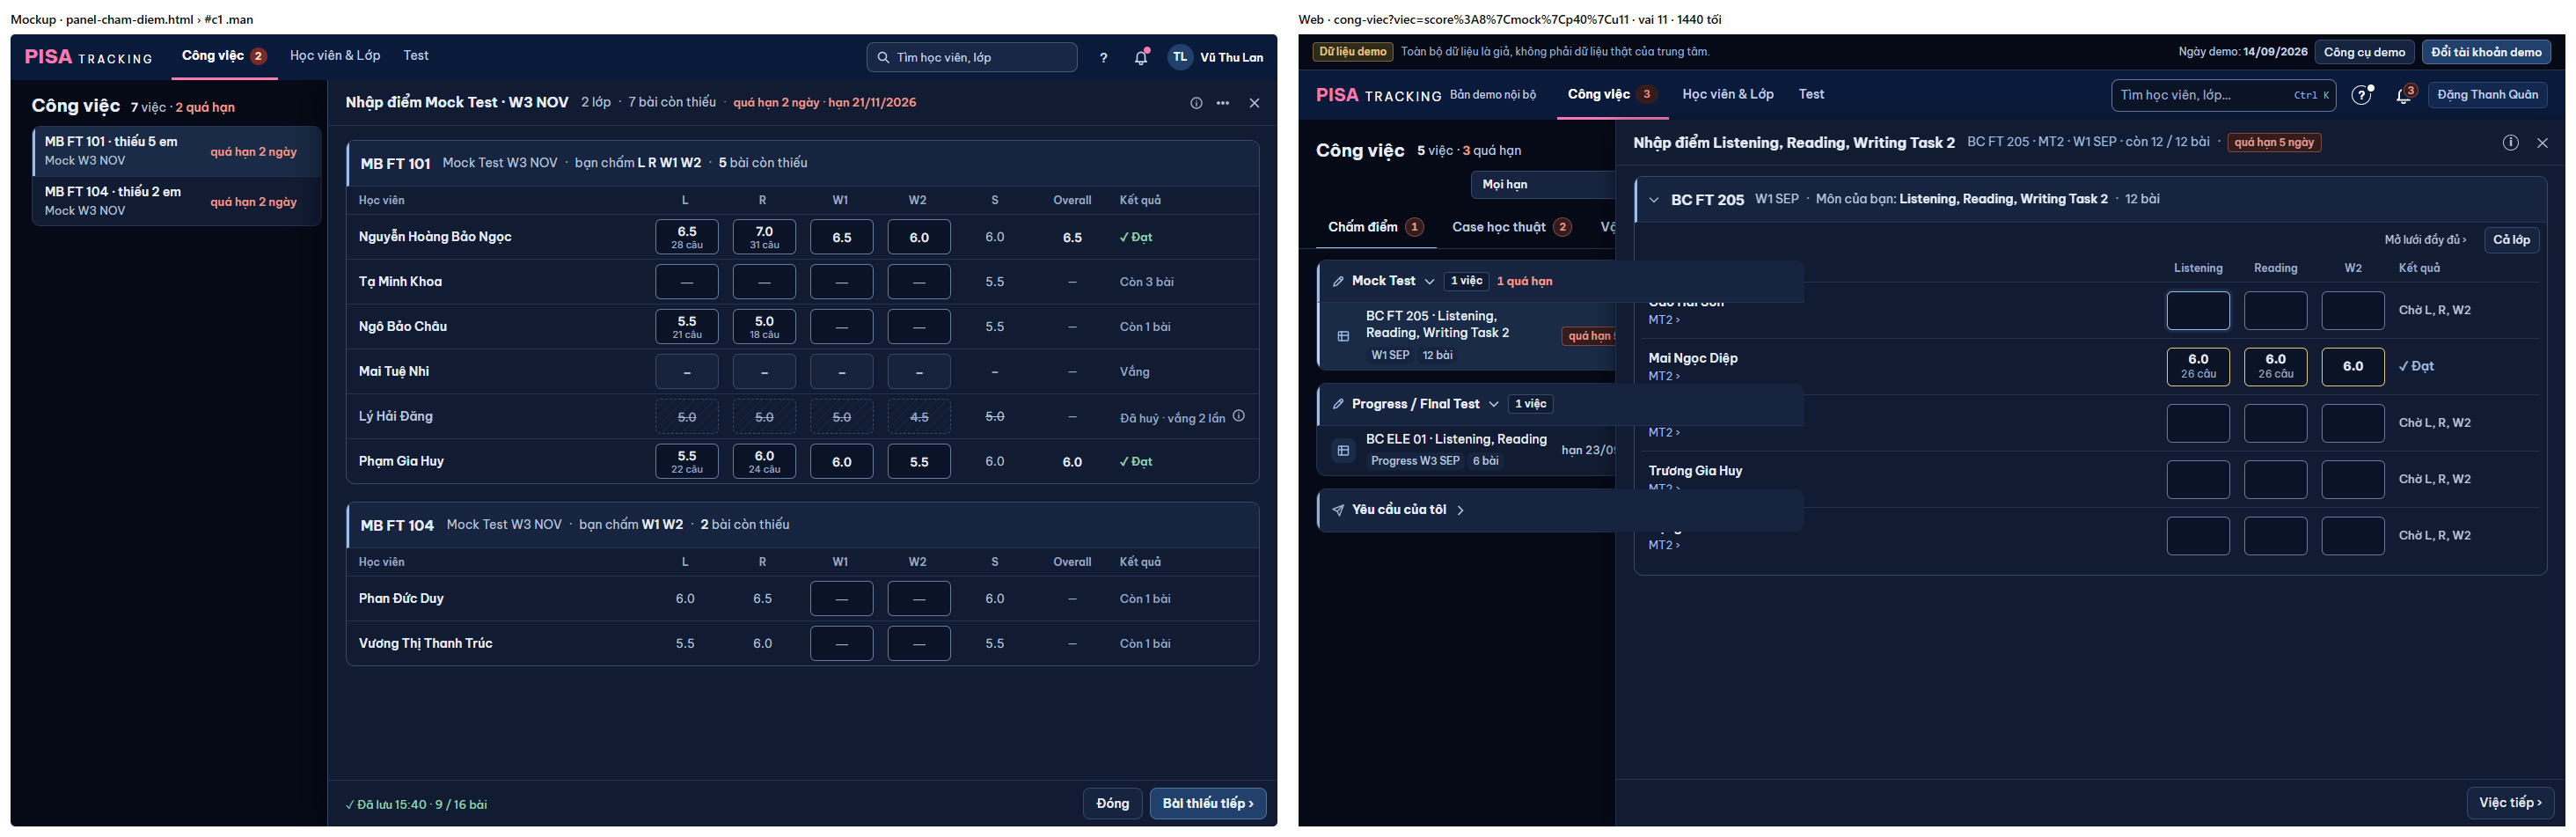 Mockup · panel-cham-diem.html › #c1 .man
PISA TRACKING Công việc 2 Học viên & Lớp Test Tìm học viên, lớp ? TL Vũ Thu Lan
Công việc 7 việc · 2 quá hạn
MB FT 101 · thiếu 5 em
Mock W3 NOV quá hạn 2 ngày
MB FT 104 · thiếu 2 em
Mock W3 NOV quá hạn 2 ngày
Nhập điểm Mock Test · W3 NOV 2 lớp · 7 bài còn thiếu · quá hạn 2 ngày · hạn 21/11/2026
MB FT 101 Mock Test W3 NOV · bạn chấm L R W1 W2 · 5 bài còn thiếu
Học viên L R W1 W2 S Overall Kết quả
Nguyễn Hoàng Bảo Ngọc 6.5 7.0 6.5 6.0 6.0 6.5 ✓ Đạt
28 câu 31 câu
Tạ Minh Khoa — — — — 5.5 — Còn 3 bài
Ngô Bảo Châu 5.5 5.0 — — 5.5 — Còn 1 bài
21 câu 18 câu
Mai Tuệ Nhi – – – – – — Vắng
Lý Hải Đăng 5.0 5.0 5.0 4.5 5.0 — Đã huỷ · vắng 2 lần
Phạm Gia Huy 5.5 6.0 6.0 5.5 6.0 6.0 ✓ Đạt
22 câu 24 câu
MB FT 104 Mock Test W3 NOV · bạn chấm W1 W2 · 2 bài còn thiếu
Học viên L R W1 W2 S Overall Kết quả
Phan Đức Duy 6.0 6.5 — — 6.0 — Còn 1 bài
Vương Thị Thanh Trúc 5.5 6.0 — — 5.5 — Còn 1 bài
✓ Đã lưu 15:40 · 9 / 16 bài Đóng Bài thiếu tiếp ›
Web · cong-viec?viec=score%3A8%7Cmock%7Cp40%7Cu11 · vai 11 · 1440 tối
Dữ liệu demo Toàn bộ dữ liệu là giả, không phải dữ liệu thật của trung tâm. Ngày demo: 14/09/2026 Công cụ demo Đổi tài khoản demo
PISA TRACKING Bản demo nội bộ Công việc 3 Học viên & Lớp Test Tìm học viên, lớp... Ctrl K ? 3 Đặng Thanh Quân
Công việc 5 việc · 3 quá hạn
Mọi hạn
Chấm điểm 1 Case học thuật 2
Mock Test 1 việc 1 quá hạn
BC FT 205 · Listening,
Reading, Writing Task 2 quá hạn
W1 SEP 12 bài
Progress / Final Test 1 việc
BC ELE 01 · Listening, Reading hạn 23/0
Progress W3 SEP 6 bài
Yêu cầu của tôi
Nhập điểm Listening, Reading, Writing Task 2 BC FT 205 · MT2 · W1 SEP · còn 12 / 12 bài · quá hạn 5 ngày
BC FT 205 W1 SEP · Môn của bạn: Listening, Reading, Writing Task 2 · 12 bài
Mở lưới đầy đủ › Cả lớp
Listening Reading W2 Kết quả
Chờ L, R, W2
MT2 ›
Mai Ngọc Diệp 6.0 6.0 6.0 ✓ Đạt
MT2 › 26 câu 26 câu
Chờ L, R, W2
MT2 ›
Trương Gia Huy Chờ L, R, W2
MT2 ›
Chờ L, R, W2
MT2 ›
Việc tiếp ›